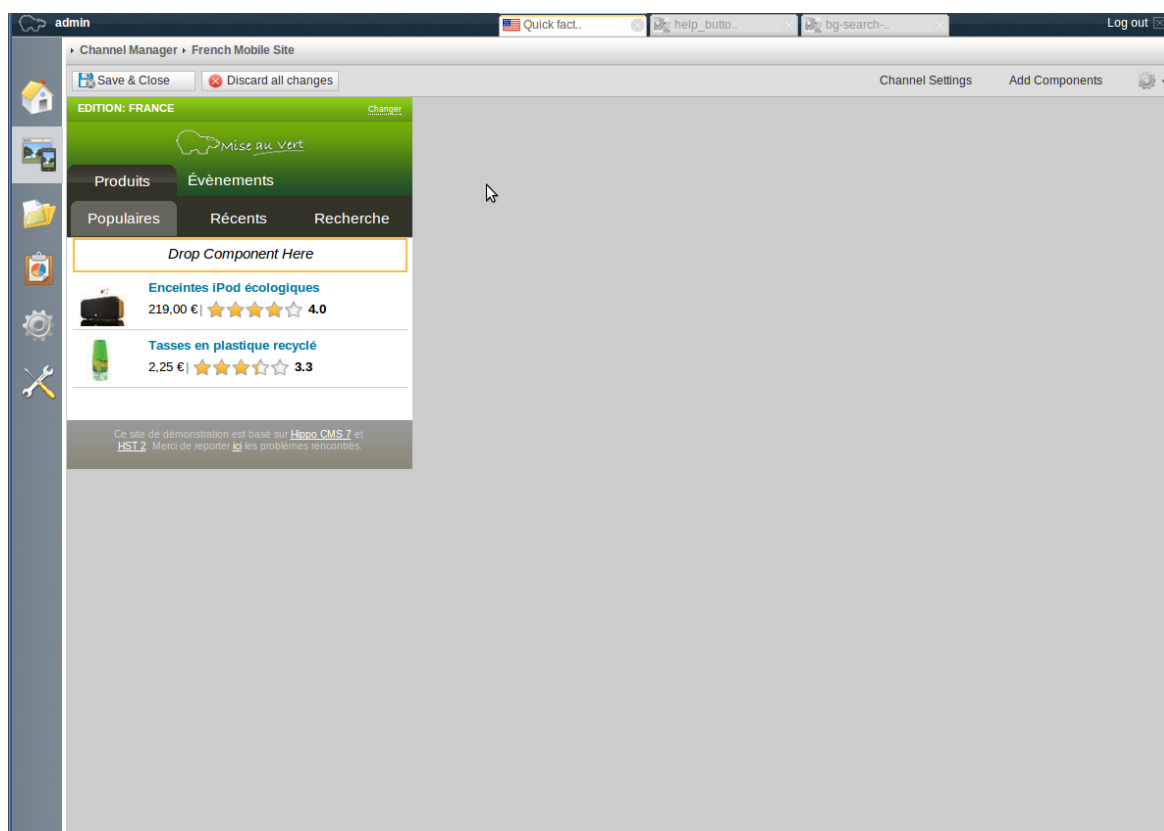 admin
Quick fact..
help_butto..
bg-search-..
Log out
Channel Manager
French Mobile Site
Save & Close
Discard all changes
Channel Settings
Add Components
EDITION: FRANCE
Changer
Mise au Vert
Produits
Évènements
Populaires
Récents
Recherche
Drop Component Here
Enceintes iPod écologiques
219,00 €| 4.0
Tasses en plastique recyclé
2,25 €| 3.3
Ce site de démonstration est basé sur Hippo CMS 7 et
HST 2. Merci de reporter ici les problèmes rencontrés.